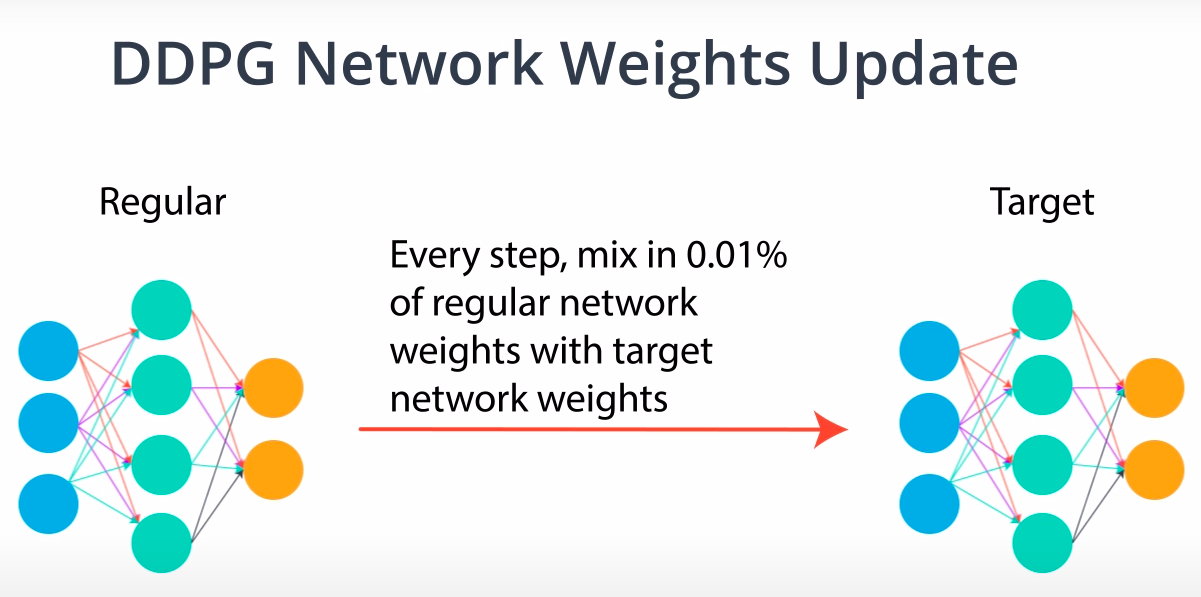 DDPG Network Weights Update
Regular
Target
Every step, mix in 0.01%
of regular network
weights with target
network weights